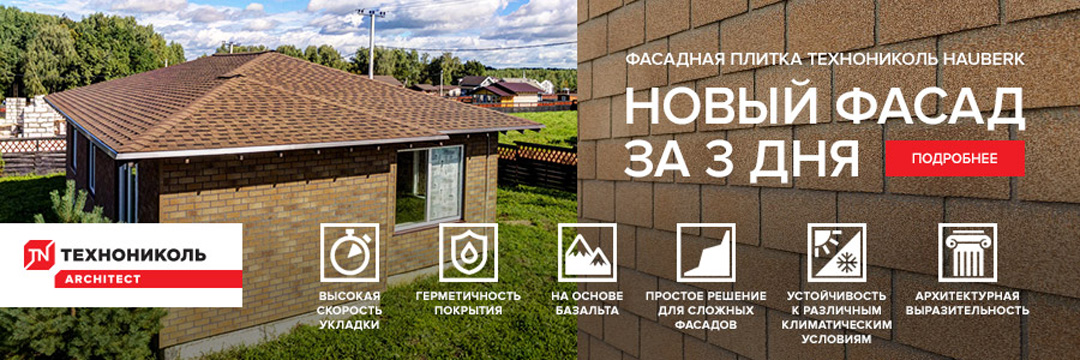 ФАСАДНАЯ ПЛИТКА ТЕХНОНИКОЛЬ HAUBERK
НОВЫЙ ФАСАД
ЗА 3 ДНЯ
ПОДРОБНЕЕ
TN ТЕХНОНИКОЛЬ
ARCHITECT
ВЫСОКАЯ
СКОРОСТЬ
УКЛАДКИ
ГЕРМЕТИЧНОСТЬ
ПОКРЫТИЯ
НА ОСНОВЕ
БАЗАЛЬТА
ПРОСТОЕ РЕШЕНИЕ
ДЛЯ СЛОЖНЫХ
ФАСАДОВ
УСТОЙЧИВОСТЬ
К РАЗЛИЧНЫМ
КЛИМАТИЧЕСКИМ
УСЛОВИЯМ
АРХИТЕКТУРНАЯ
ВЫРАЗИТЕЛЬНОСТЬ